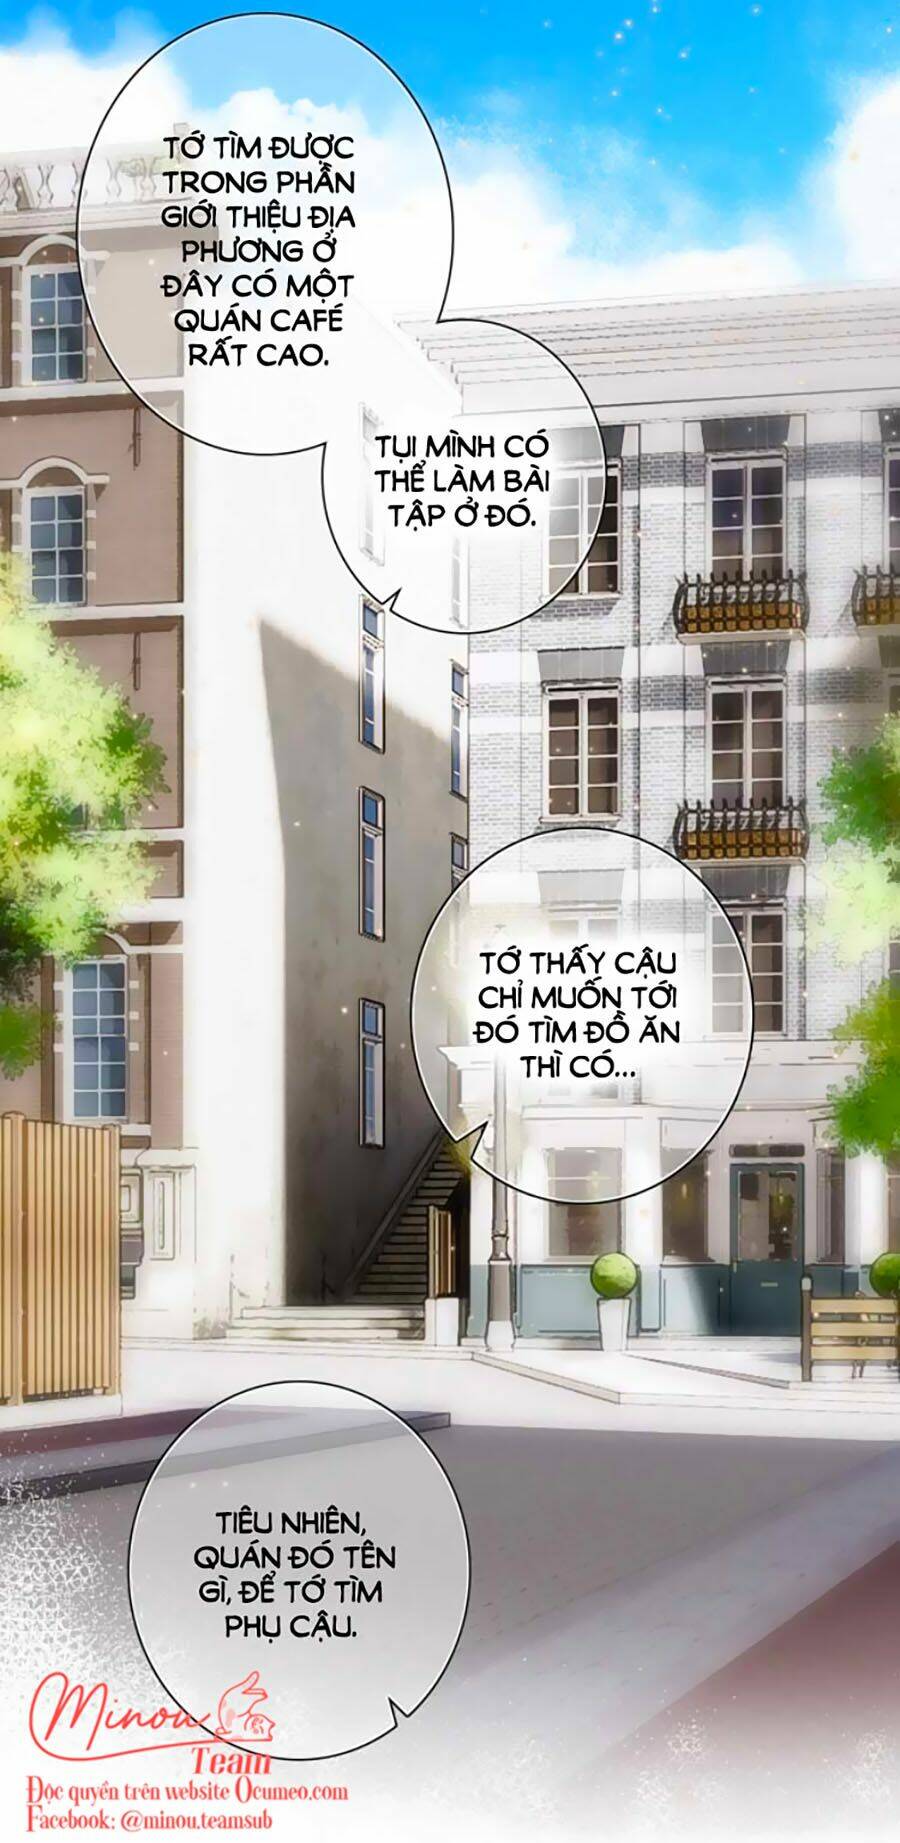 TỚ TÌM ĐƯỢC
TRONG PHẦN
GIỚI THIỆU ĐỊA
PHƯƠNG Ở
ĐÂY CÓ MỘT
QUÁN CAFÉ
RẤT CAO.
TỤI MÌNH CÓ
THỂ LÀM BÀI
TẬP Ở ĐÓ.
TỚ THẤY CẬU
CHỈ MUỐN TỚI
ĐÓ TÌM ĐỒ ĂN
THÌ CÓ...
TIÊU NHIÊN,
QUÁN ĐÓ TÊN
GÌ, ĐỂ TỚ TÌM
PHỤ CẬU.
Minou
Team
Độc quyền trên website Ocumeo.com
Facebook: @minou.teamsub